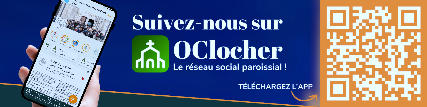 Suivez-nous sur
OClocher
Le réseau social paroissial !
TÉLÉCHARGEZ L'APP